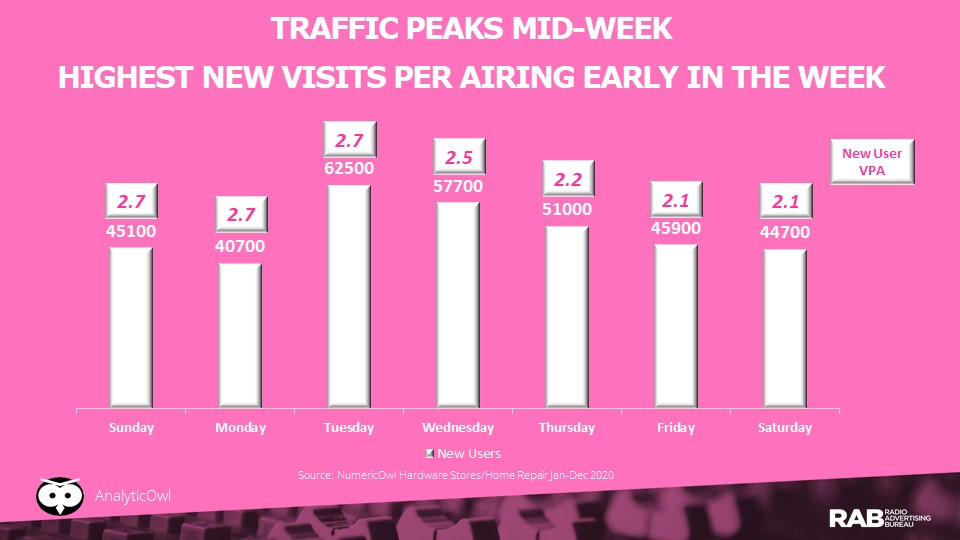 TRAFFIC PEAKS MID-WEEK
HIGHEST NEW VISITS PER AIRING EARLY IN THE WEEK
2.7
45100
2.7
40700
2.7
62500
2.5
57700
2.2
51000
2.1
45900
2.1
44700
New User
VPA
Sunday
Monday
Tuesday
Wednesday
Thursday
Friday
Saturday
New Users
Source: NumericOwl Hardware Stores/Home Repair Jan-Dec 2020
AnalyticOwl
RAB
RADIO
ADVERTISING
BUREAU